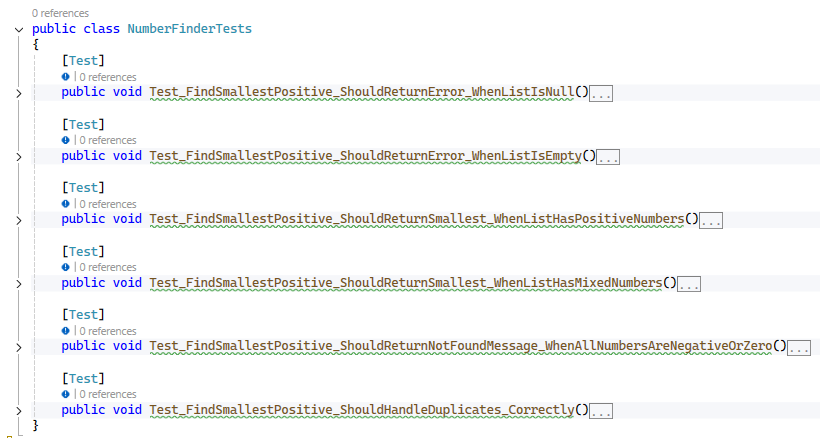 0 references
public class NumberFinderTests
{
[Test]
| 0 references
public void Test_FindSmallestPositive_ShouldReturnError_WhenListIsNull()...
[Test]
| 0 references
public void Test_FindSmallestPositive_ShouldReturnError_WhenListIsEmpty()...
[Test]
| 0 references
public void Test_FindSmallestPositive_ShouldReturnSmallest_WhenListHasPositiveNumbers()...
[Test]
| 0 references
public void Test_FindSmallestPositive_ShouldReturnSmallest_WhenListHasMixedNumbers()...
[Test]
| 0 references
public void Test_FindSmallestPositive_ShouldReturnNotFoundMessage_WhenAllNumbersAreNegativeOrZero()...
[Test]
| 0 references
public void Test_FindSmallestPositive_ShouldHandleDuplicates_Correctly()...
}